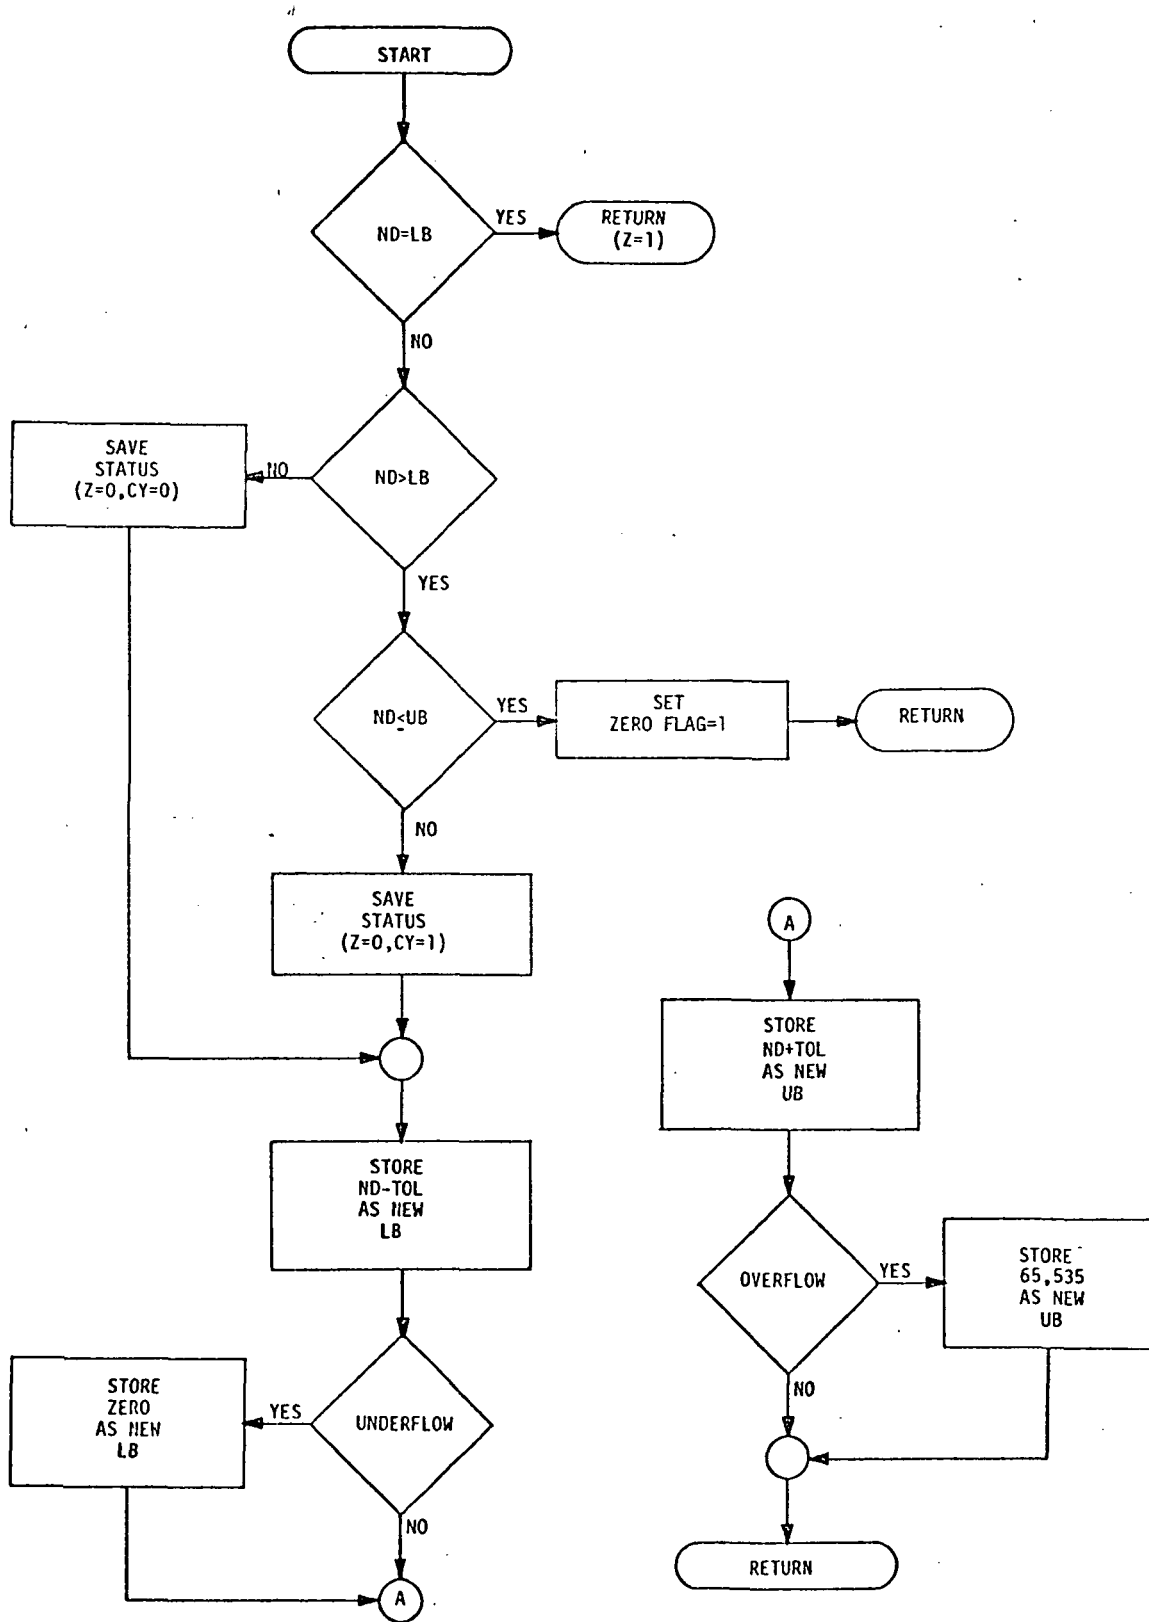 START
ND=LB
YES
RETURN
(Z=1)
NO
ND>LB
NO
SAVE
STATUS
(Z=0,CY=0)
YES
ND≤UB
YES
SET
ZERO FLAG=1
RETURN
NO
SAVE
STATUS
(Z=0,CY=1)
STORE
ND-TOL
AS NEW
LB
UNDERFLOW
YES
STORE
ZERO
AS NEW
LB
NO
A
A
STORE
ND+TOL
AS NEW
UB
OVERFLOW
YES
STORE
65,535
AS NEW
UB
NO
RETURN